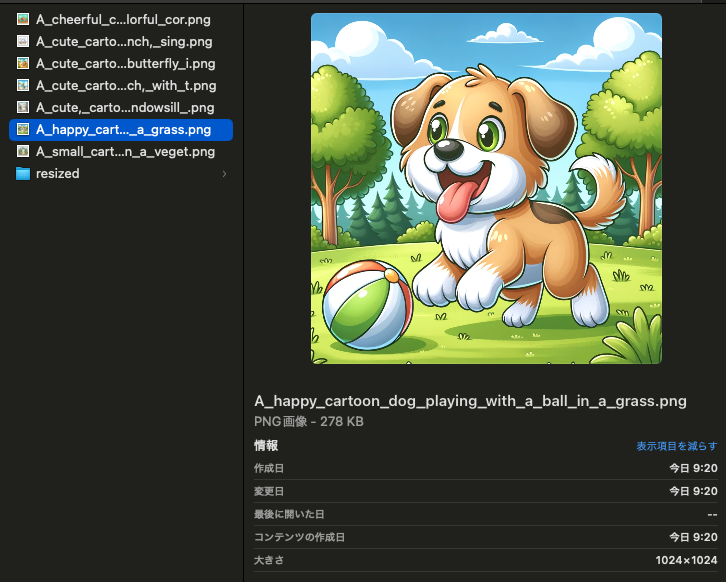 A_cheerful_c...lorful_cor.png
A_cute_carto...nch,_sing.png
A_cute_carto...butterfly_i.png
A_cute_carto...ch,_with_t.png
A_cute,_carto...ndowsill_.png
A_happy_cart..._a_grass.png
A_small_cart...n_a_veget.png
resized
A_happy_cartoon_dog_playing_with_a_ball_in_a_grass.png
PNG画像 - 278 KB
情報 表示項目を減らす
作成日 今日 9:20
変更日 今日 9:20
最後に開いた日 --
コンテンツの作成日 今日 9:20
大きさ 1024×1024